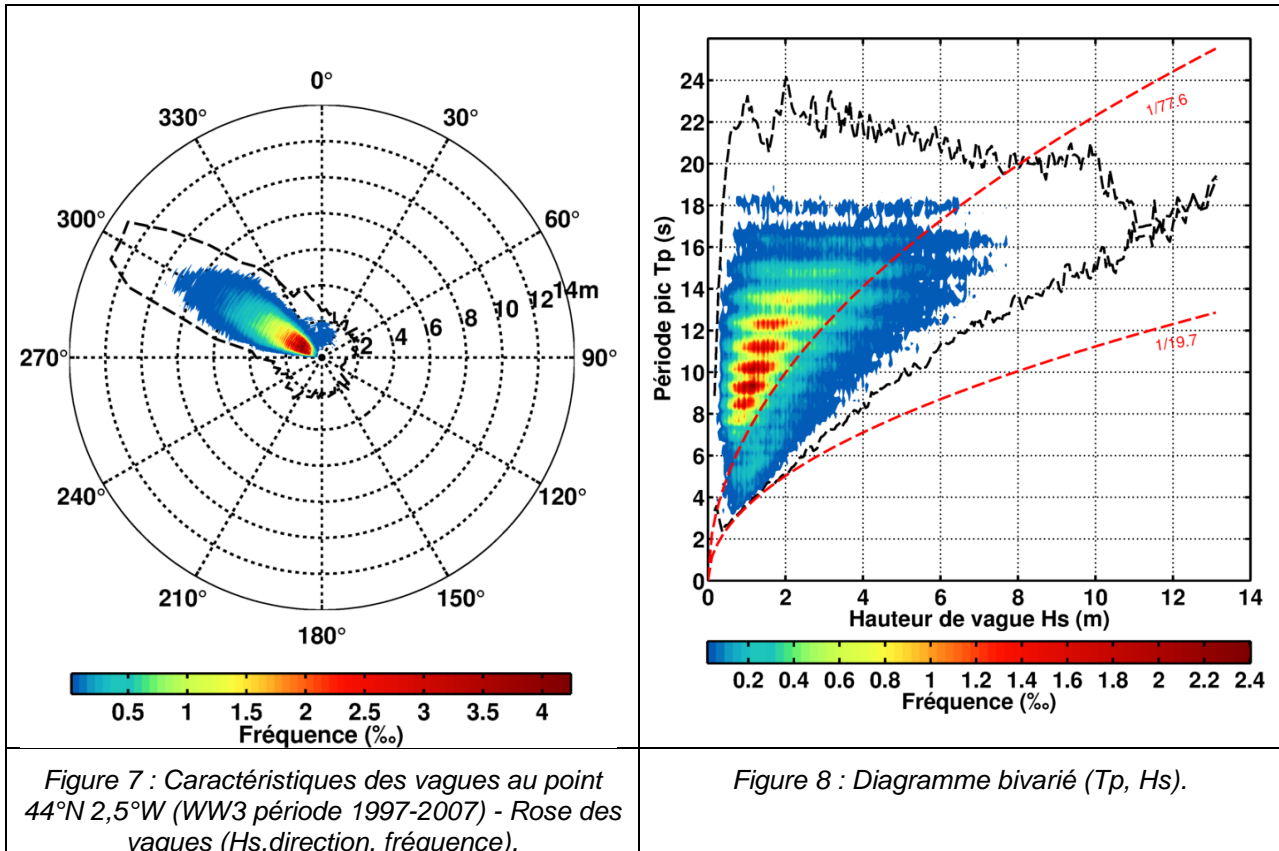 0°
30°
60°
90°
120°
150°
180°
210°
240°
270°
300°
330°
2 4 6 8 10 12 14m
0.5 1 1.5 2 2.5 3 3.5 4
Fréquence (‰)
Période pic Tp (s)
24
22
20
18
16
14
12
10
8
6
4
2
0
0 2 4 6 8 10 12 14
Hauteur de vague Hs (m)
1/77.6
1/19.7
0.2 0.4 0.6 0.8 1 1.2 1.4 1.6 1.8 2 2.2 2.4
Fréquence (‰)
Figure 7 : Caractéristiques des vagues au point
44°N 2,5°W (WW3 période 1997-2007) - Rose des
vagues (Hs,direction, fréquence).
Figure 8 : Diagramme bivarié (Tp, Hs).